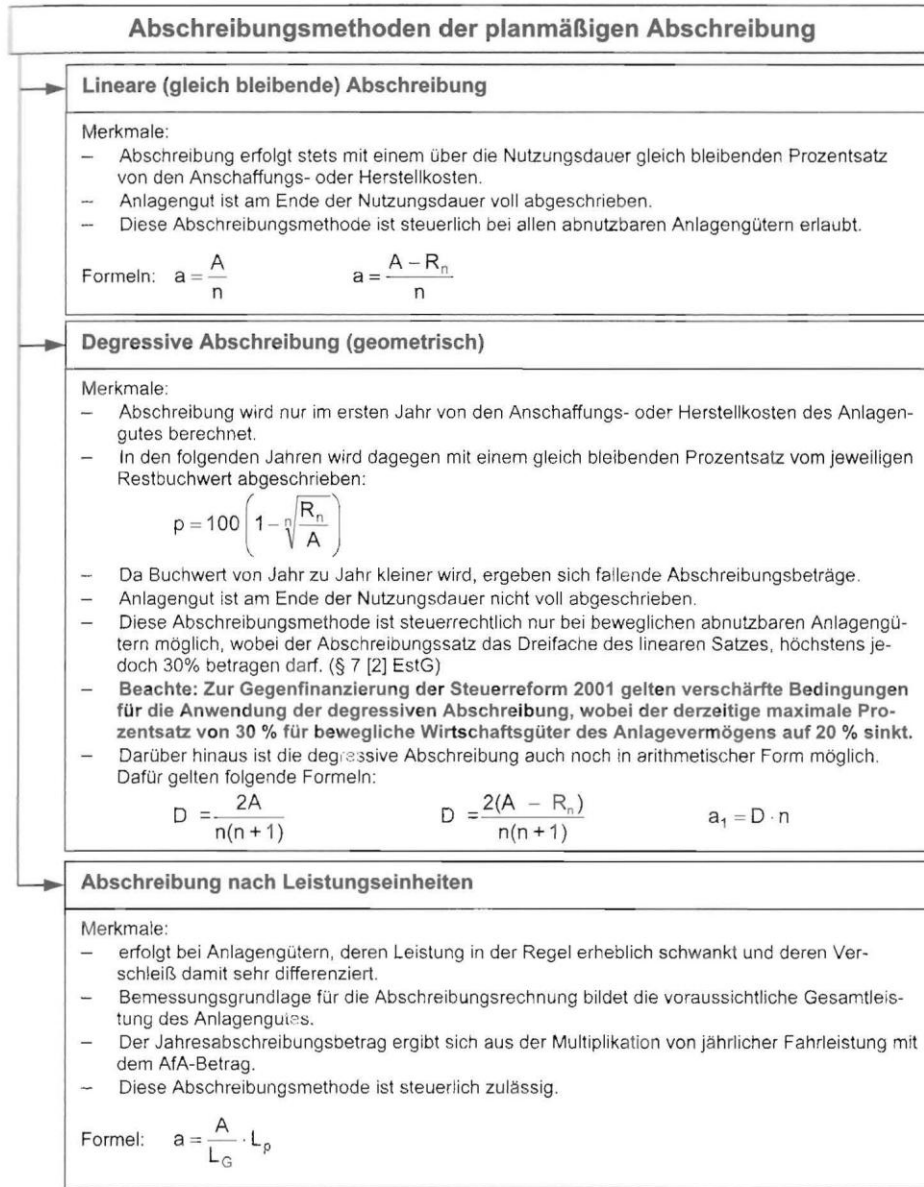 Abschreibungsmethoden der planmäßigen Abschreibung
Lineare (gleich bleibende) Abschreibung
Merkmale:
– Abschreibung erfolgt stets mit einem über die Nutzungsdauer gleich bleibenden Prozentsatz
von den Anschaffungs- oder Herstellkosten.
– Anlagengut ist am Ende der Nutzungsdauer voll abgeschrieben.
– Diese Abschreibungsmethode ist steuerlich bei allen abnutzbaren Anlagengütern erlaubt.
Formeln: a = A/n a = (A – Rₙ)/n
Degressive Abschreibung (geometrisch)
Merkmale:
– Abschreibung wird nur im ersten Jahr von den Anschaffungs- oder Herstellkosten des Anlagen-
gutes berechnet.
– In den folgenden Jahren wird dagegen mit einem gleich bleibenden Prozentsatz vom jeweiligen
Restbuchwert abgeschrieben:
p = 100 (1 – ⁿ√(Rₙ/A))
– Da Buchwert von Jahr zu Jahr kleiner wird, ergeben sich fallende Abschreibungsbeträge.
– Anlagengut ist am Ende der Nutzungsdauer nicht voll abgeschrieben.
– Diese Abschreibungsmethode ist steuerrechtlich nur bei beweglichen abnutzbaren Anlagengü-
tern möglich, wobei der Abschreibungssatz das Dreifache des linearen Satzes, höchstens je-
doch 30% betragen darf. (§ 7 [2] EstG)
– Beachte: Zur Gegenfinanzierung der Steuerreform 2001 gelten verschärfte Bedingungen
für die Anwendung der degressiven Abschreibung, wobei der derzeitige maximale Pro-
zentsatz von 30 % für bewegliche Wirtschaftsgüter des Anlagevermögens auf 20 % sinkt.
– Darüber hinaus ist die degressive Abschreibung auch noch in arithmetischer Form möglich.
Dafür gelten folgende Formeln:
D = 2A/(n(n + 1)) D = 2(A – Rₙ)/(n(n + 1)) a₁ = D · n
Abschreibung nach Leistungseinheiten
Merkmale:
– erfolgt bei Anlagengütern, deren Leistung in der Regel erheblich schwankt und deren Ver-
schleiß damit sehr differenziert.
– Bemessungsgrundlage für die Abschreibungsrechnung bildet die voraussichtliche Gesamtleis-
tung des Anlagengutes.
– Der Jahresabschreibungsbetrag ergibt sich aus der Multiplikation von jährlicher Fahrleistung mit
dem AfA-Betrag.
– Diese Abschreibungsmethode ist steuerlich zulässig.
Formel: a = A/L_G · L_p